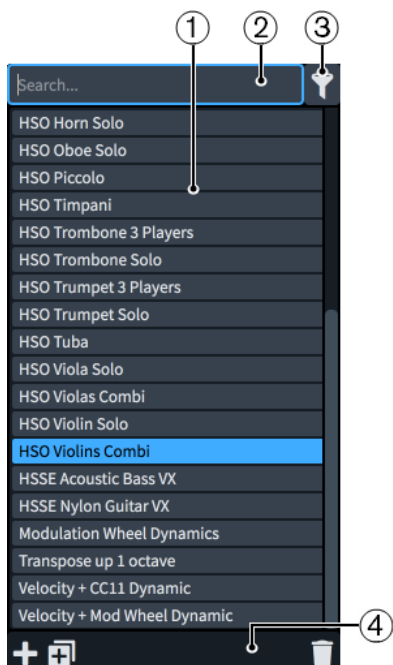 ① ② ③
Search...
HSO Horn Solo
HSO Oboe Solo
HSO Piccolo
HSO Timpani
HSO Trombone 3 Players
HSO Trombone Solo
HSO Trumpet 3 Players
HSO Trumpet Solo
HSO Tuba
HSO Viola Solo
HSO Violas Combi
HSO Violin Solo
HSO Violins Combi
HSSE Acoustic Bass VX
HSSE Nylon Guitar VX
Modulation Wheel Dynamics
Transpose up 1 octave
Velocity + CC11 Dynamic
Velocity + Mod Wheel Dynamic
④